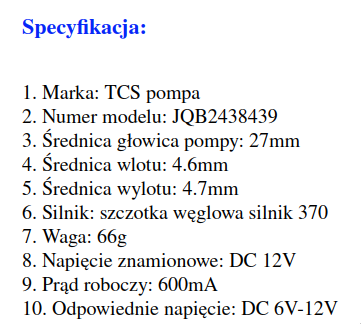 Specyfikacja:
1. Marka: TCS pompa
2. Numer modelu: JQB2438439
3. Średnica głowica pompy: 27mm
4. Średnica wlotu: 4.6mm
5. Średnica wylotu: 4.7mm
6. Silnik: szczotka węglowa silnik 370
7. Waga: 66g
8. Napięcie znamionowe: DC 12V
9. Prąd roboczy: 600mA
10. Odpowiednie napięcie: DC 6V-12V